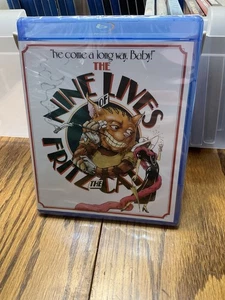 "he come a long way, Baby!"
THE
NINE LIVES
OF
FRITZ
THE
CAT